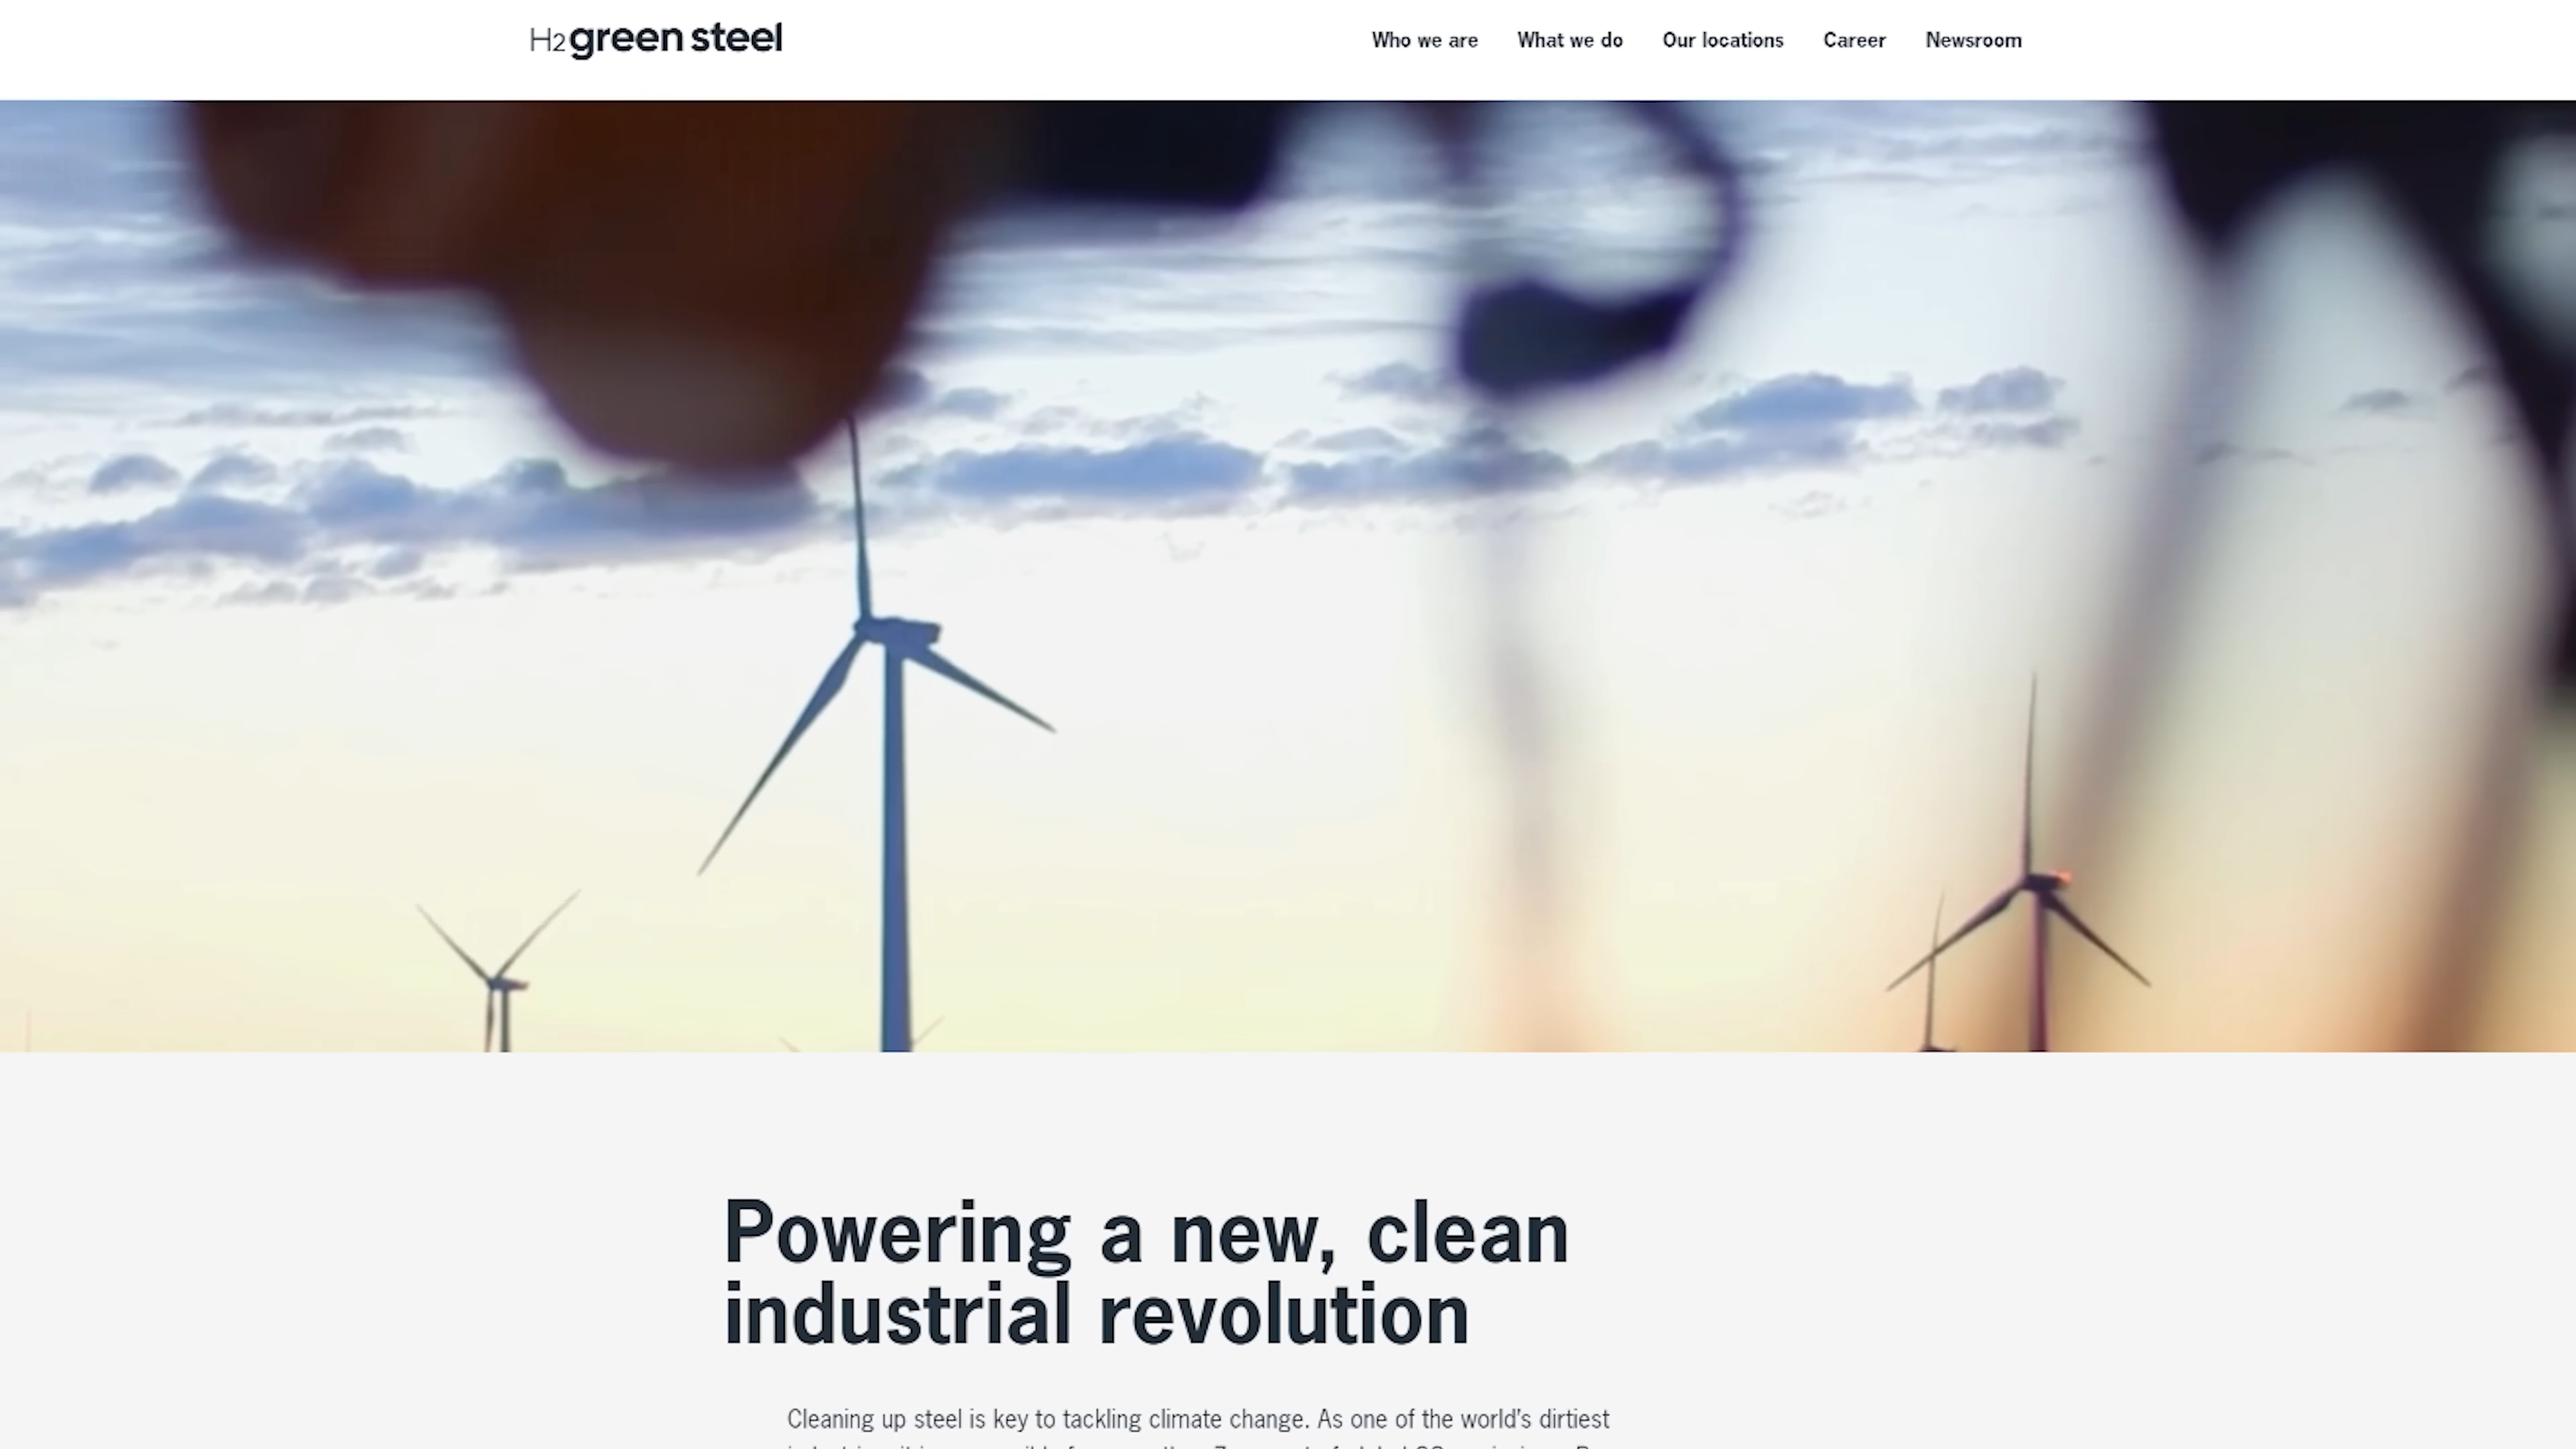 H2 green steel
Who we are What we do Our locations Career Newsroom
Powering a new, clean
industrial revolution
Cleaning up steel is key to tackling climate change. As one of the world's dirtiest